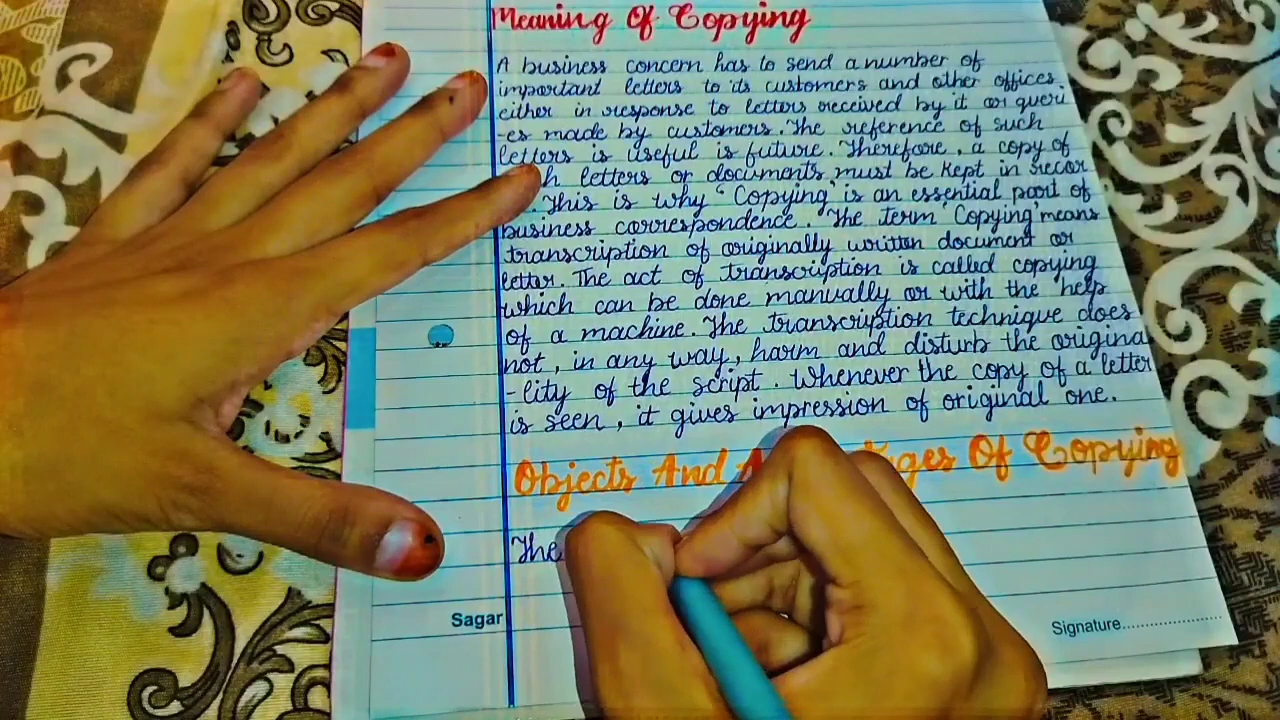 Meaning Of Copying
A business concern has to send a number of
important letters to its customers and other offices
either in response to letters received by it or queri
-es made by customers. The reference of such
letters is useful is future. Therefore, a copy of
letters or documents must be kept in recor
. This is why 'Copying' is an essential part of
business correspondence. The term 'Copying' means
transcription of originally written document or
letter. The act of transcription is called copying
which can be done manually or with the help
of a machine. The transcription technique does
not, in any way, harm and disturb the origina
-lity of the script. Whenever the copy of a letter
is seen, it gives impression of original one.
Objects And Of Copying
The
Sagar
Signature......................